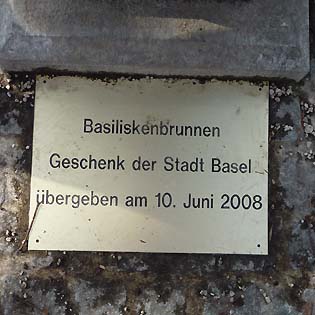 Basiliskenbrunnen
Geschenk der Stadt Basel
übergeben am 10. Juni 2008